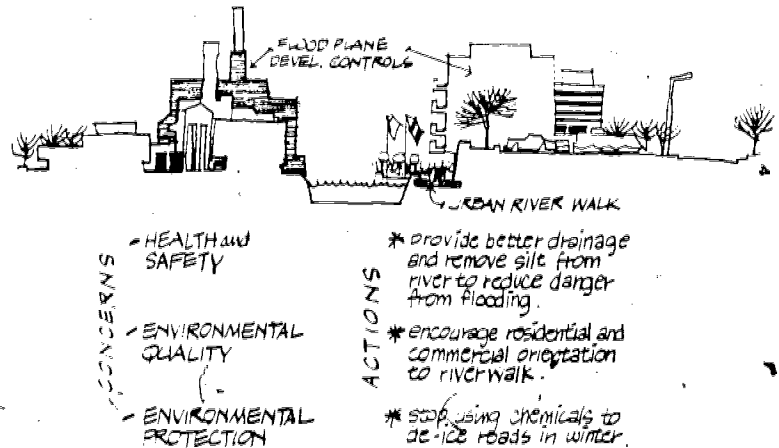 FLOOD PLANE
DEVEL. CONTROLS
URBAN RIVER WALK
CONCERNS
HEALTH and
SAFETY
ENVIRONMENTAL
QUALITY
ENVIRONMENTAL
PROTECTION
ACTIONS
* provide better drainage
and remove silt from
river to reduce danger
from flooding.
* encourage residential and
commercial orientation
to riverwalk.
* stop using chemicals to
de-ice roads in winter